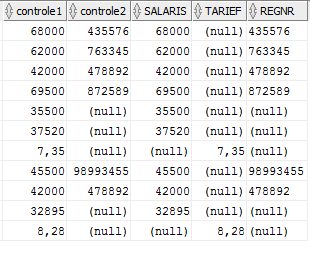 controle1 controle2 SALARIS TARIEF REGNR
68000 435576 68000 (null) 435576
62000 763345 62000 (null) 763345
42000 478892 42000 (null) 478892
69500 872589 69500 (null) 872589
35500 (null) 35500 (null) (null)
37520 (null) 37520 (null) (null)
7,35 (null) (null) 7,35 (null)
45500 98993455 45500 (null) 98993455
42000 478892 42000 (null) 478892
32895 (null) 32895 (null) (null)
8,28 (null) (null) 8,28 (null)